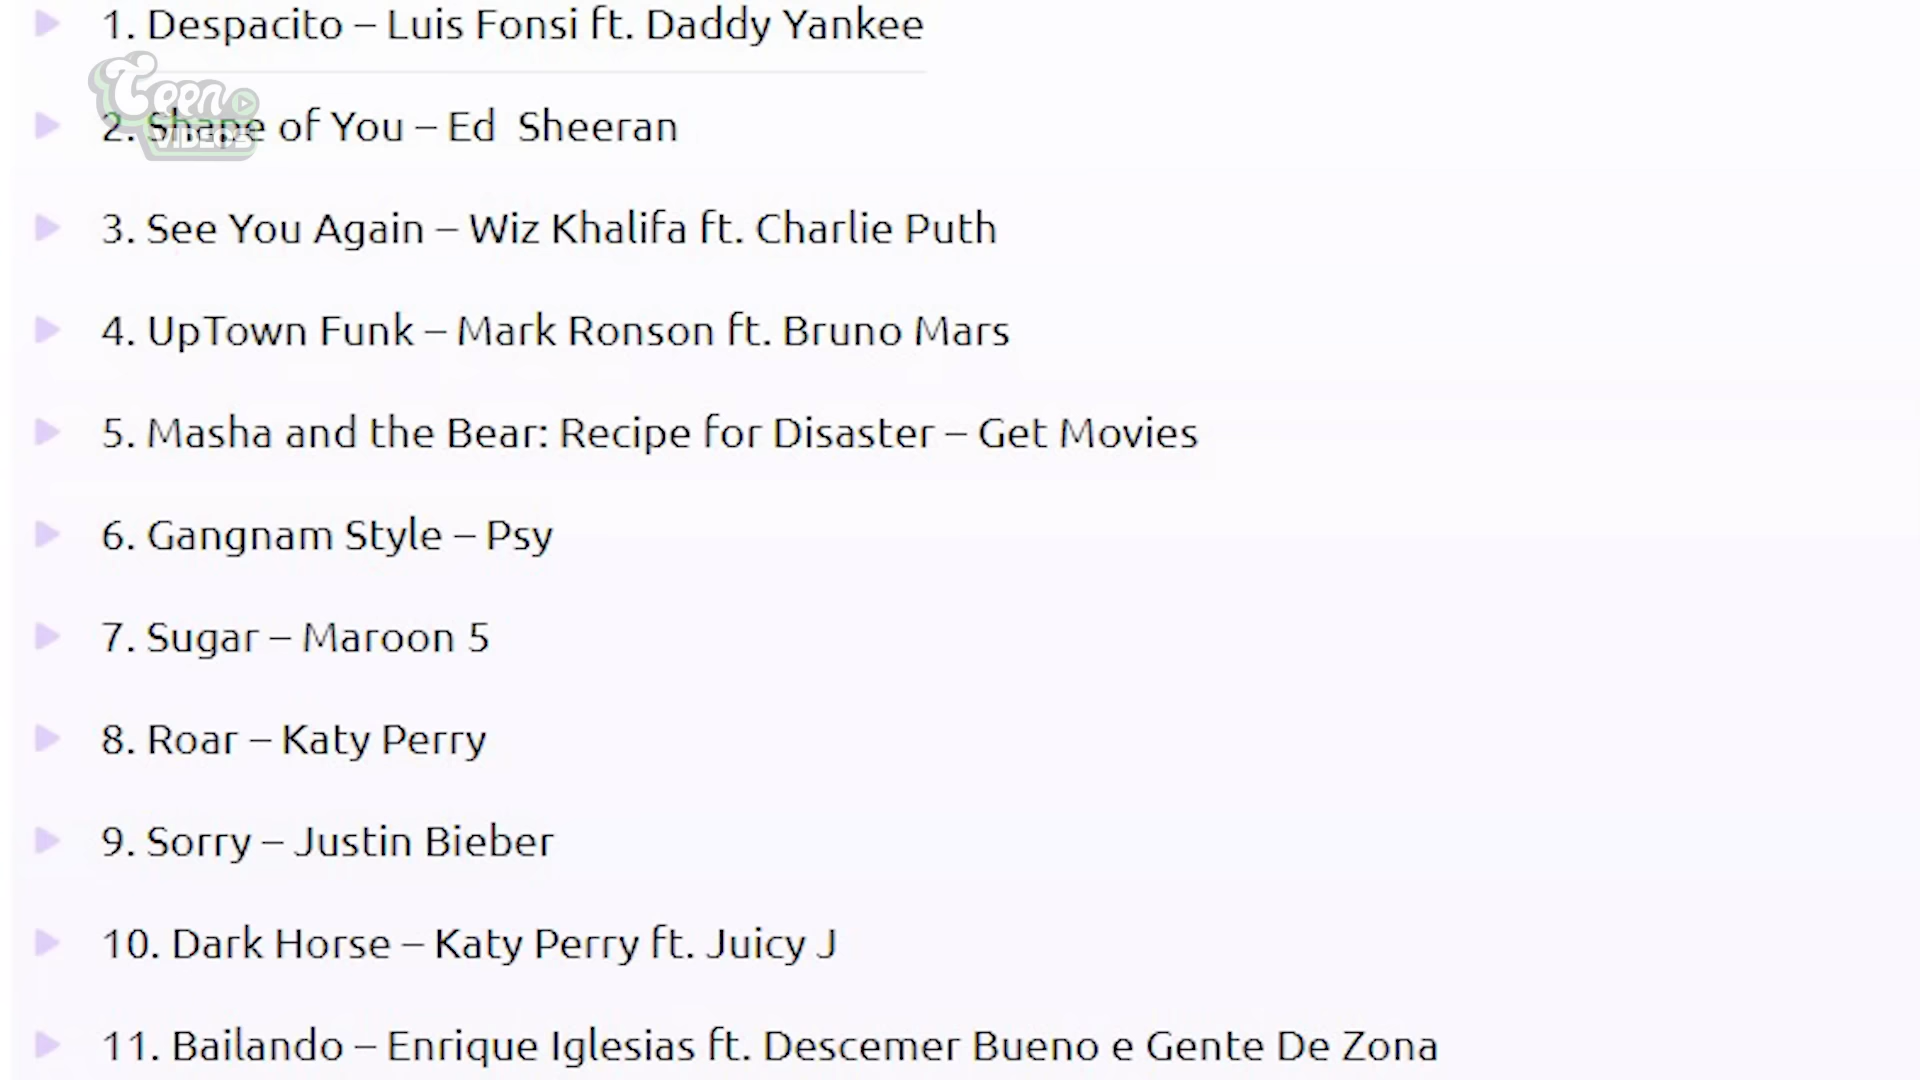 1. Despacito – Luis Fonsi ft. Daddy Yankee
Teen
VIDEOS
2. Shape of You – Ed  Sheeran
3. See You Again – Wiz Khalifa ft. Charlie Puth
4. UpTown Funk – Mark Ronson ft. Bruno Mars
5. Masha and the Bear: Recipe for Disaster – Get Movies
6. Gangnam Style – Psy
7. Sugar – Maroon 5
8. Roar – Katy Perry
9. Sorry – Justin Bieber
10. Dark Horse – Katy Perry ft. Juicy J
11. Bailando – Enrique Iglesias ft. Descemer Bueno e Gente De Zona